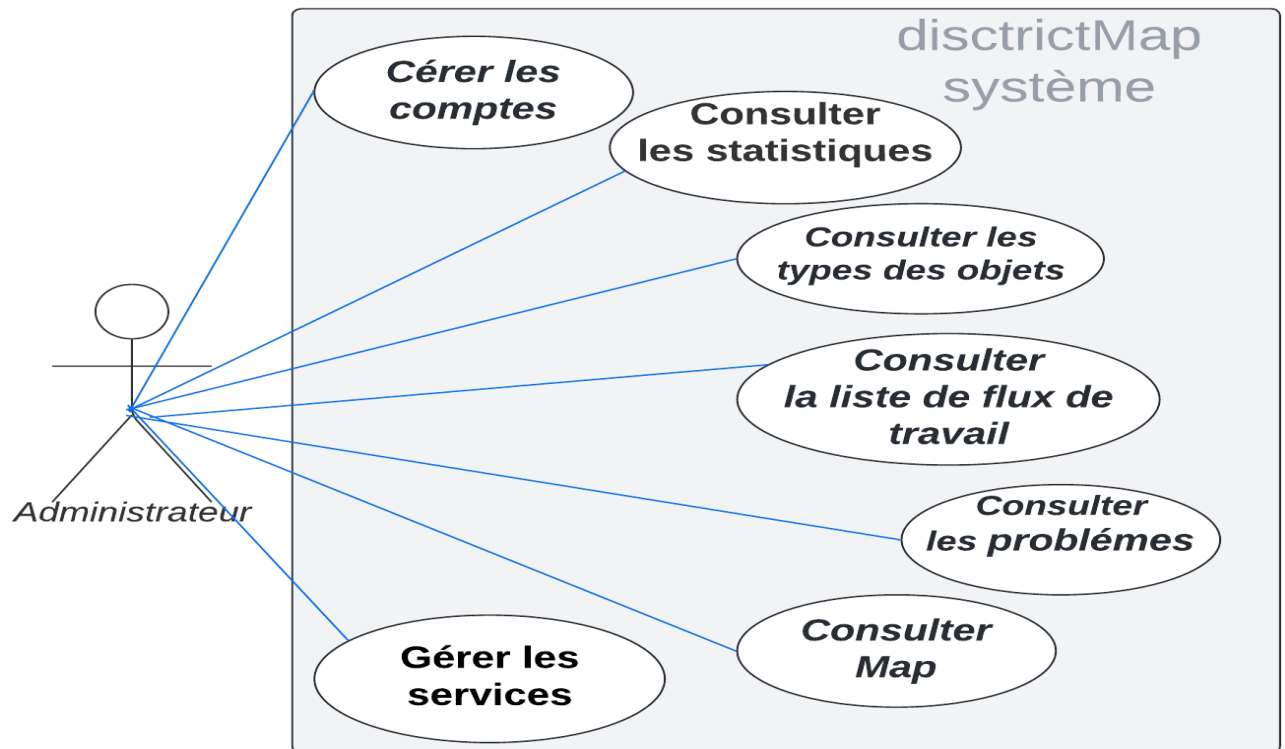 disctrictMap
système
Cérer les
comptes
Consulter
les statistiques
Consulter les
types des objets
Consulter
la liste de flux de
travail
Administrateur
Consulter
les problémes
Consulter
Map
Gérer les
services